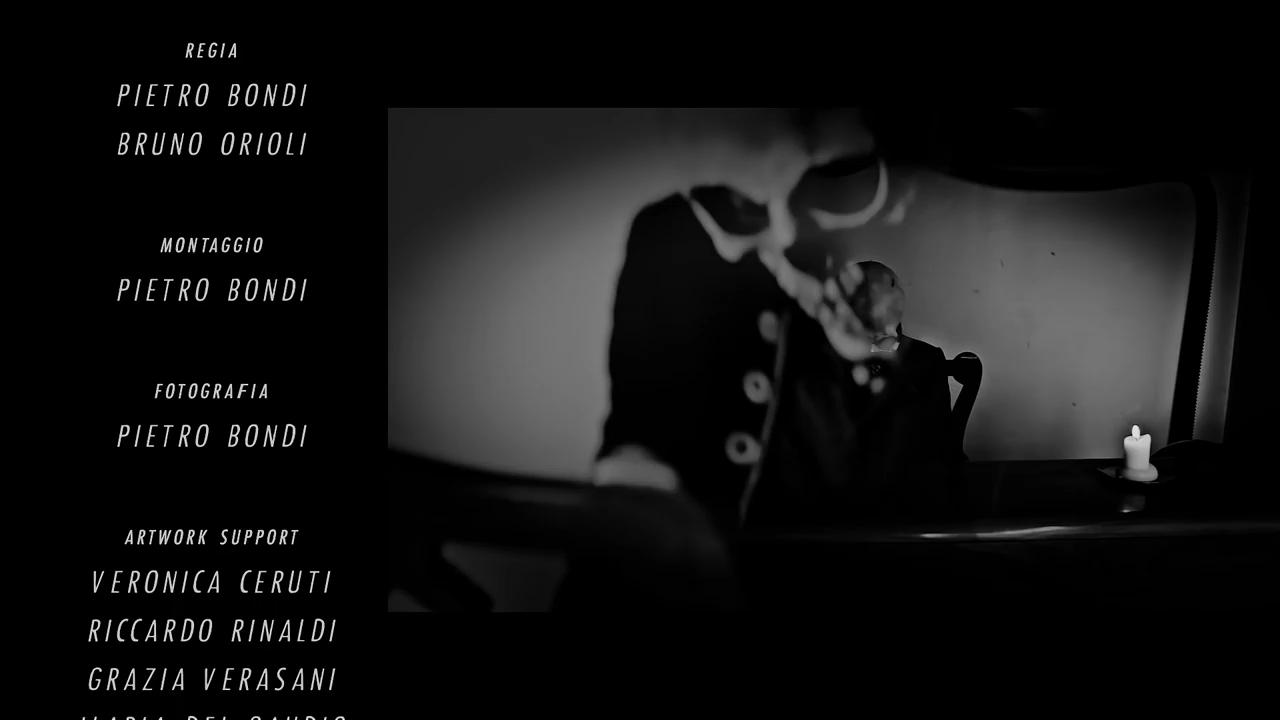 REGIA
PIETRO BONDI
BRUNO ORIOLI
MONTAGGIO
PIETRO BONDI
FOTOGRAFIA
PIETRO BONDI
ARTWORK SUPPORT
VERONICA CERUTI
RICCARDO RINALDI
GRAZIA VERASANI